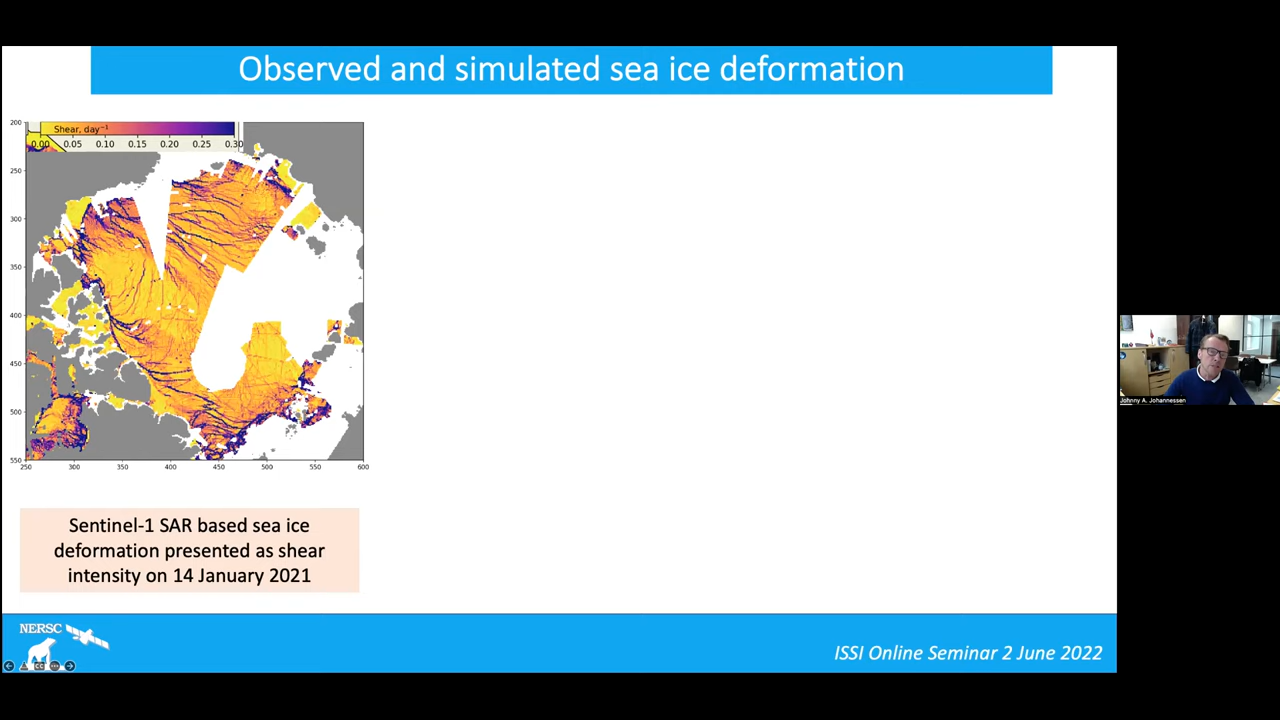 Observed and simulated sea ice deformation
200
Shear, day⁻¹
0.00 0.05 0.10 0.15 0.20 0.25 0.30
250
300
350
400
450
500
550
250 300 350 400 450 500 550 600
Sentinel-1 SAR based sea ice
deformation presented as shear
intensity on 14 January 2021
Johnny A. Johannessen
NERSC
ISSI Online Seminar 2 June 2022